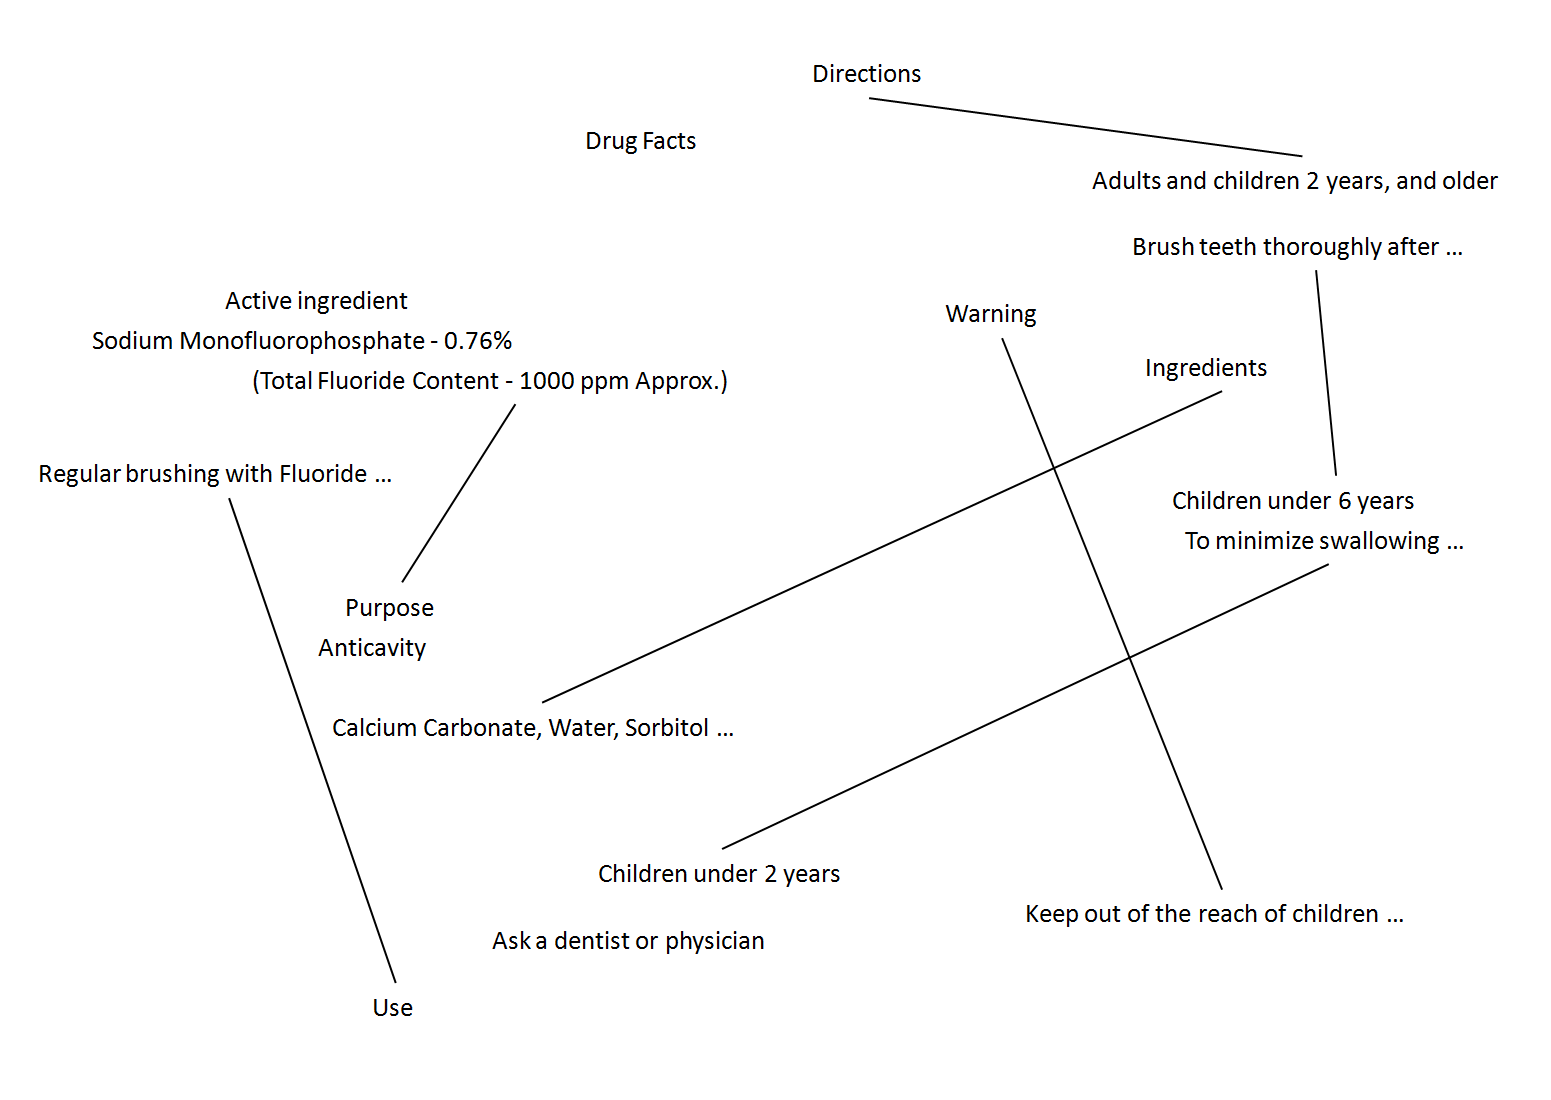 Directions
Drug Facts
Adults and children 2 years, and older
Brush teeth thoroughly after ...
Active ingredient
Sodium Monofluorophosphate - 0.76%
(Total Fluoride Content - 1000 ppm Approx.)
Warning
Ingredients
Regular brushing with Fluoride ...
Children under 6 years
To minimize swallowing ...
Purpose
Anticavity
Calcium Carbonate, Water, Sorbitol ...
Children under 2 years
Ask a dentist or physician
Keep out of the reach of children ...
Use